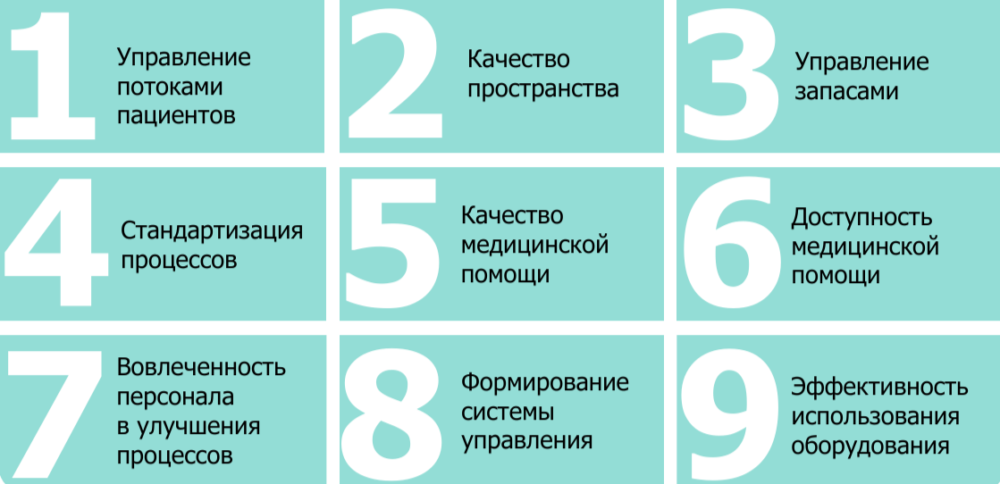 1
Управление
потоками
пациентов
2
Качество
пространства
3
Управление
запасами
4
Стандартизация
процессов
5
Качество
медицинской
помощи
6
Доступность
медицинской
помощи
7
Вовлеченность
персонала
в улучшения
процессов
8
Формирование
системы
управления
9
Эффективность
использования
оборудования